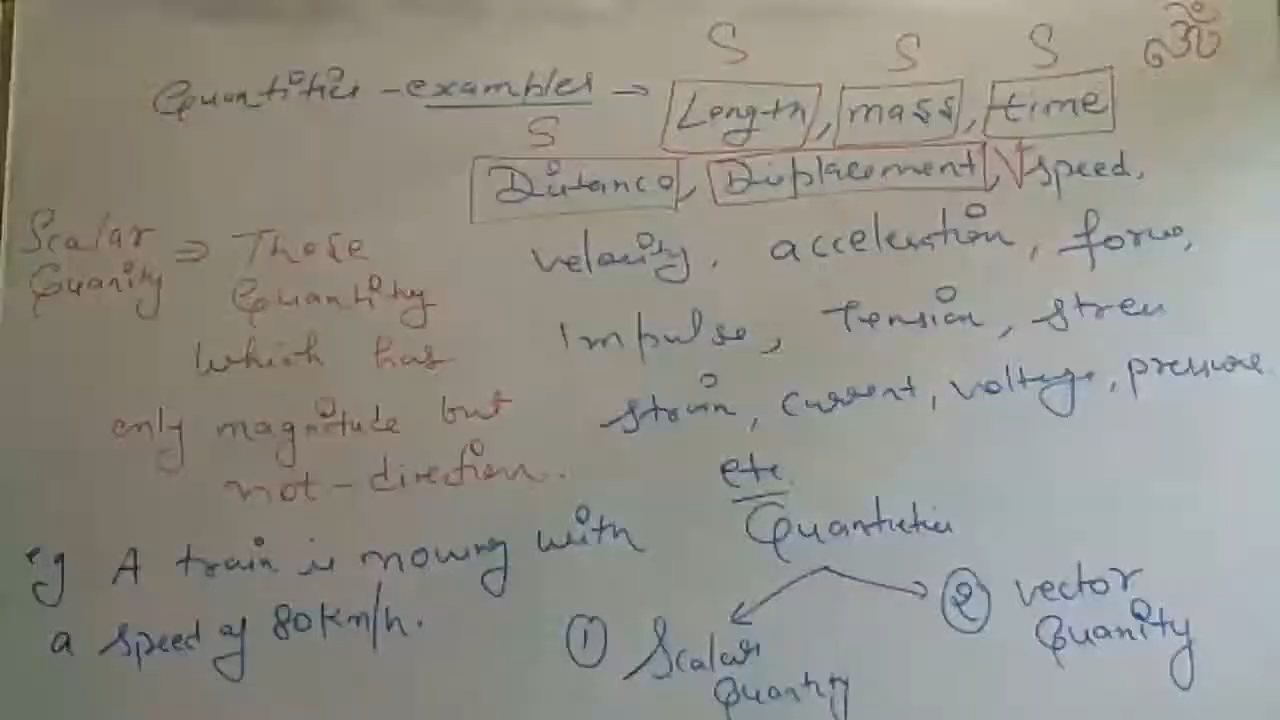 S S S ॐ
Quantities - examples → Length, mass, time
S
Distance, Displacement, speed,
velocity, acceleration, force,
impulse, Tension, stress
strain, current, voltage, pressure
etc.
Scalar Quanity ⇒ Those
Quantity
which has
only magnitude but
not-direction.
eg A train is moving with
a speed of 80km/h.
Quantities
① Scalar
Quantity
② vector
Quanity